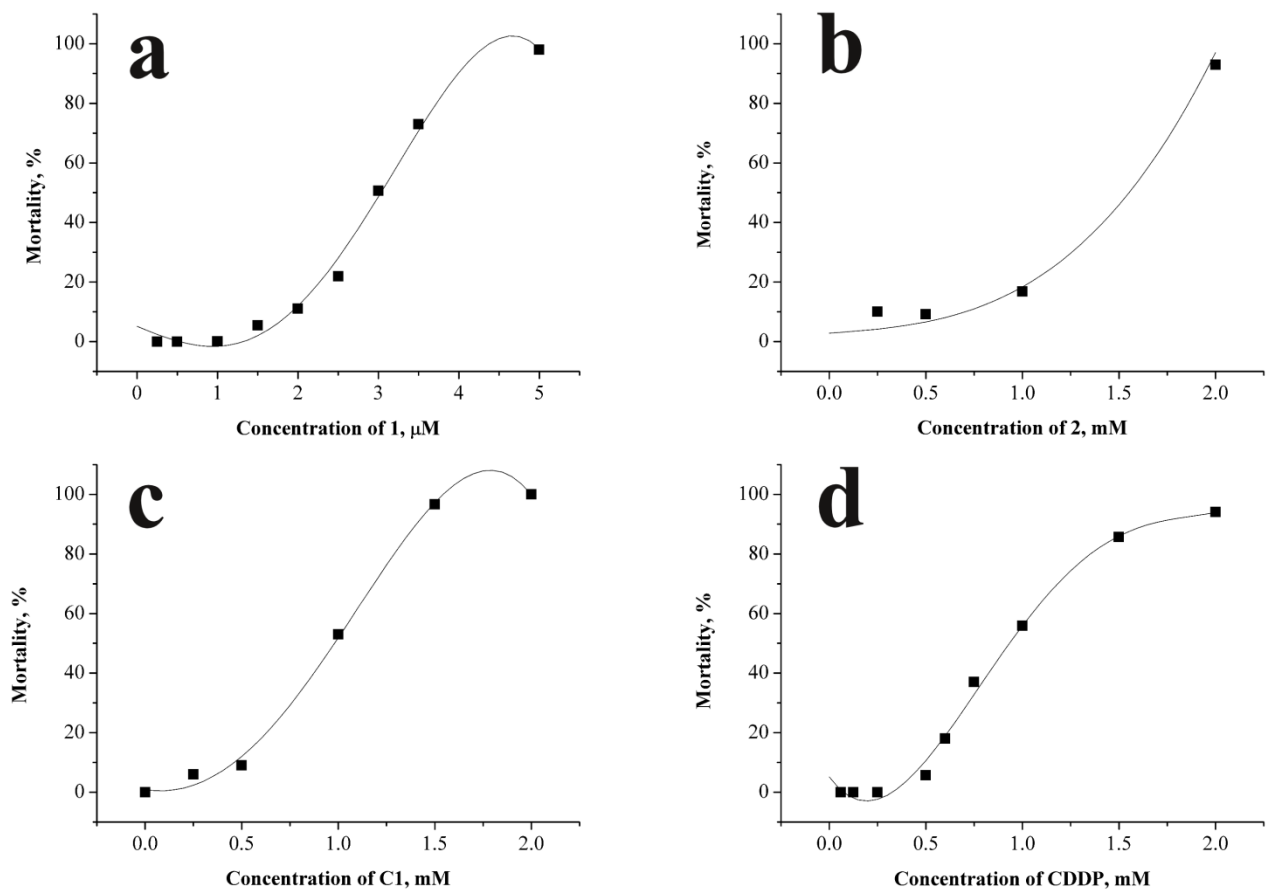 a
100
80
60
40
20
0
Mortality, %
0 1 2 3 4 5
Concentration of 1, μM
b
100
80
60
40
20
0
Mortality, %
0.0 0.5 1.0 1.5 2.0
Concentration of 2, mM
c
100
80
60
40
20
0
Mortality, %
0.0 0.5 1.0 1.5 2.0
Concentration of C1, mM
d
100
80
60
40
20
0
Mortality, %
0.0 0.5 1.0 1.5 2.0
Concentration of CDDP, mM